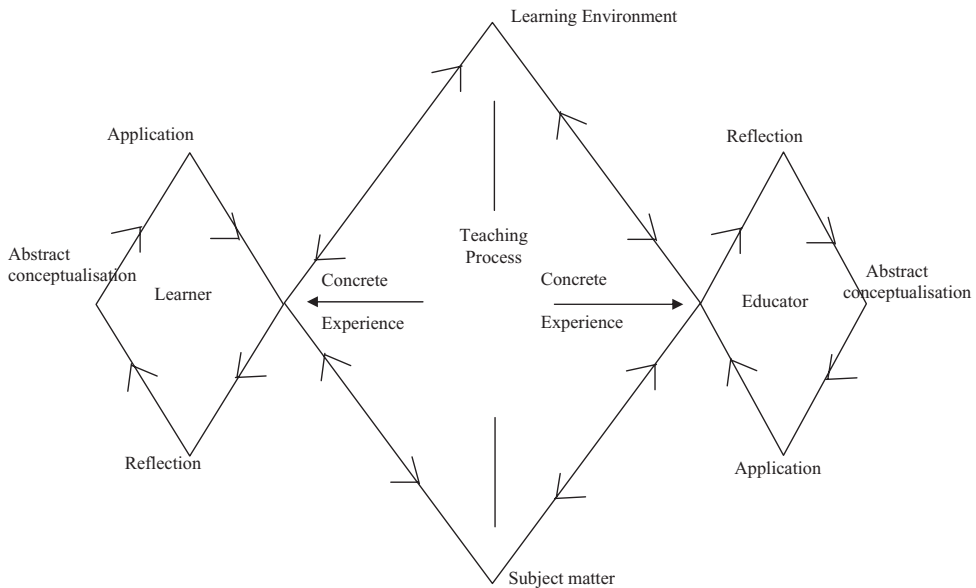 Learning Environment
Application
Reflection
Teaching
Process
Abstract
conceptualisation
Learner
Concrete
Experience
Concrete
Experience
Educator
Abstract
conceptualisation
Reflection
Application
Subject matter